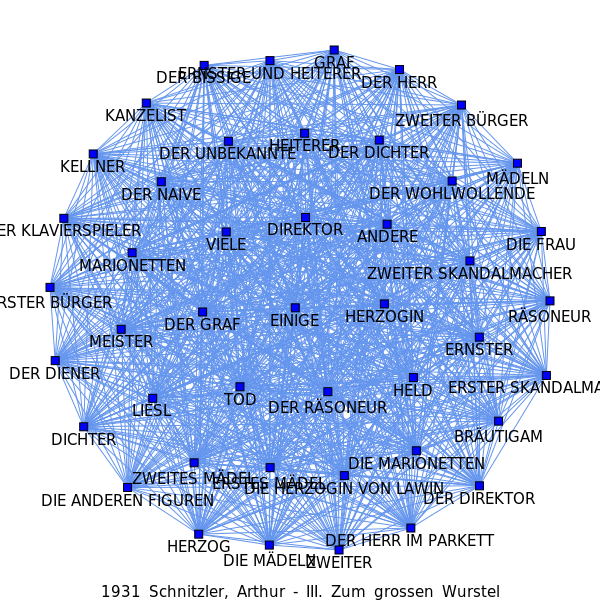 GRAF
ERNSTER UND HEITERER
DER BISSIGE
DER HERR
KANZELIST
ZWEITER BÜRGER
HEITERER
DER UNBEKANNTE
DER DICHTER
KELLNER
MÄDELN
DER NAIVE
DER WOHLWOLLENDE
ER KLAVIERSPIELER
DIREKTOR
ANDERE
VIELE
DIE FRAU
MARIONETTEN
ZWEITER SKANDALMACHER
RSTER BÜRGER
RÄSONEUR
DER GRAF
EINIGE
HERZOGIN
MEISTER
ERNSTER
DER DIENER
ERSTER SKANDALMA
HELD
TOD
DER RÄSONEUR
LIESL
DICHTER
BRÄUTIGAM
DIE MARIONETTEN
ZWEITES MÄDEL
ERSTES MÄDEL
DIE HERZOGIN VON LAWIN
DIE ANDEREN FIGUREN
DER DIREKTOR
HERZOG
DER HERR IM PARKETT
DIE MÄDELN
ZWEITER
1931 Schnitzler, Arthur - III. Zum grossen Wurstel